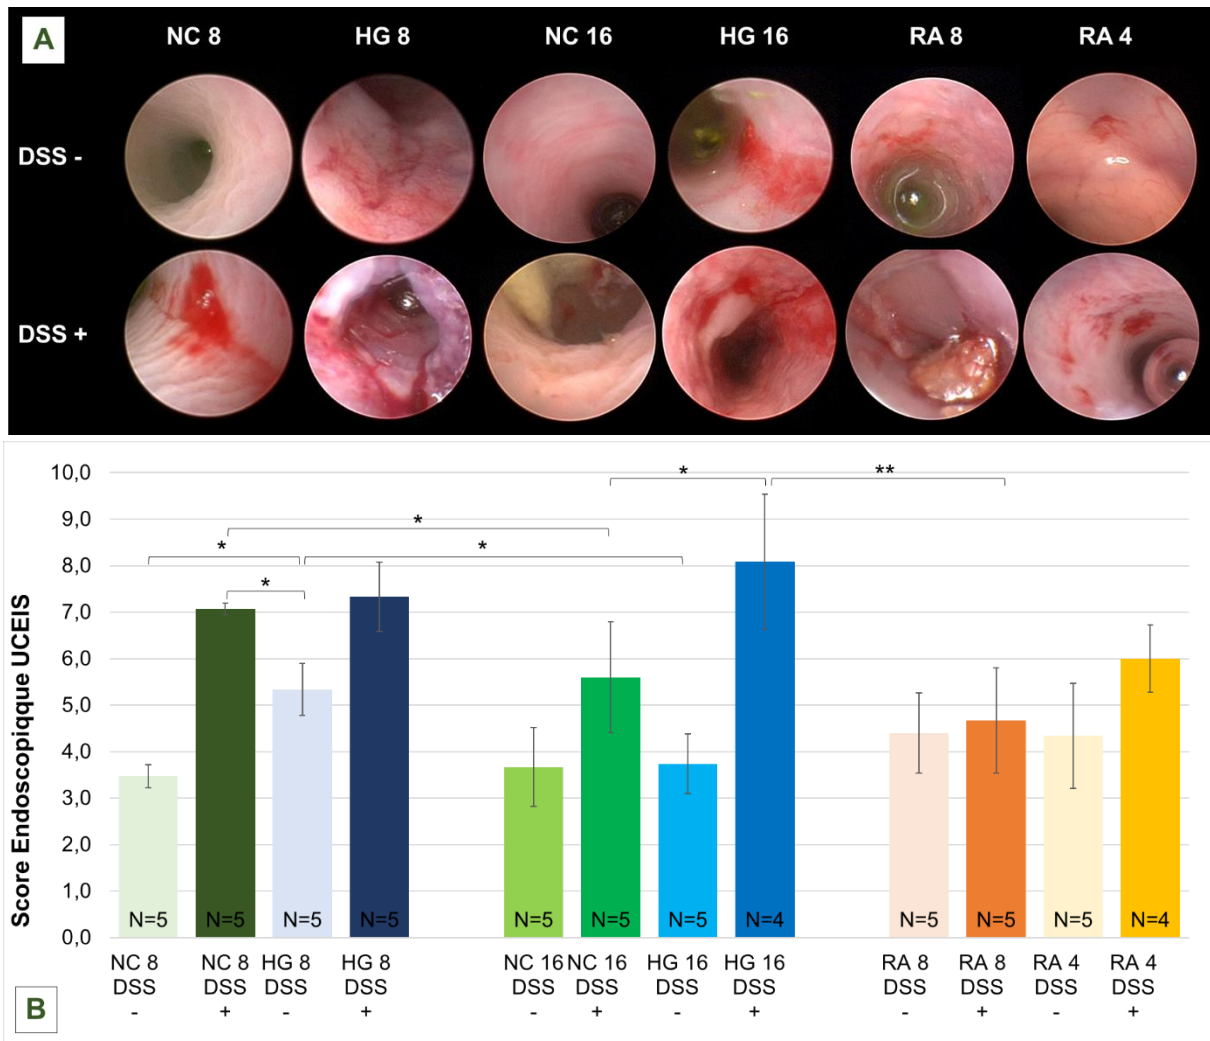 A
NC 8 HG 8 NC 16 HG 16 RA 8 RA 4
DSS -
DSS +
Score Endoscopiqque UCEIS
10,0
9,0
8,0
7,0
6,0
5,0
4,0
3,0
2,0
1,0
0,0
* * * * * **
N=5 N=5 N=5 N=5 N=5 N=5 N=5 N=4 N=5 N=5 N=5 N=4
NC 8 NC 8 HG 8 HG 8 NC 16 NC 16 HG 16 HG 16 RA 8 RA 8 RA 4 RA 4
DSS DSS DSS DSS DSS DSS DSS DSS DSS DSS DSS DSS
- + - + - + - + - + - +
B